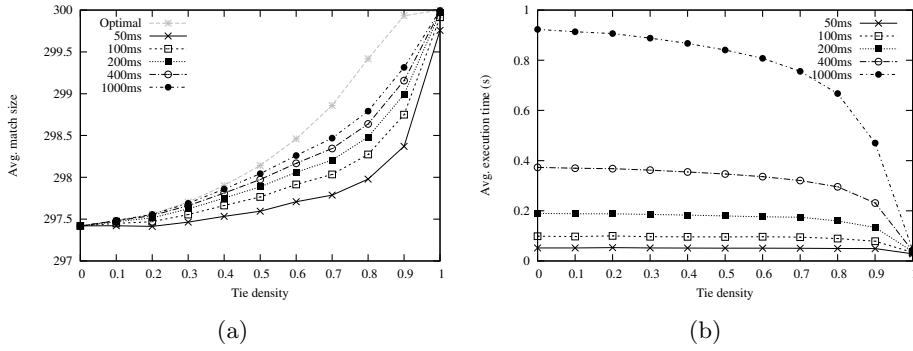 300
299.5
299
298.5
298
297.5
297
Avg. match size
Optimal
50ms
100ms
200ms
400ms
1000ms
0 0.1 0.2 0.3 0.4 0.5 0.6 0.7 0.8 0.9 1
Tie density
(a)
1
0.8
0.6
0.4
0.2
0
Avg. execution time (s)
50ms
100ms
200ms
400ms
1000ms
0 0.1 0.2 0.3 0.4 0.5 0.6 0.7 0.8 0.9 1
Tie density
(b)